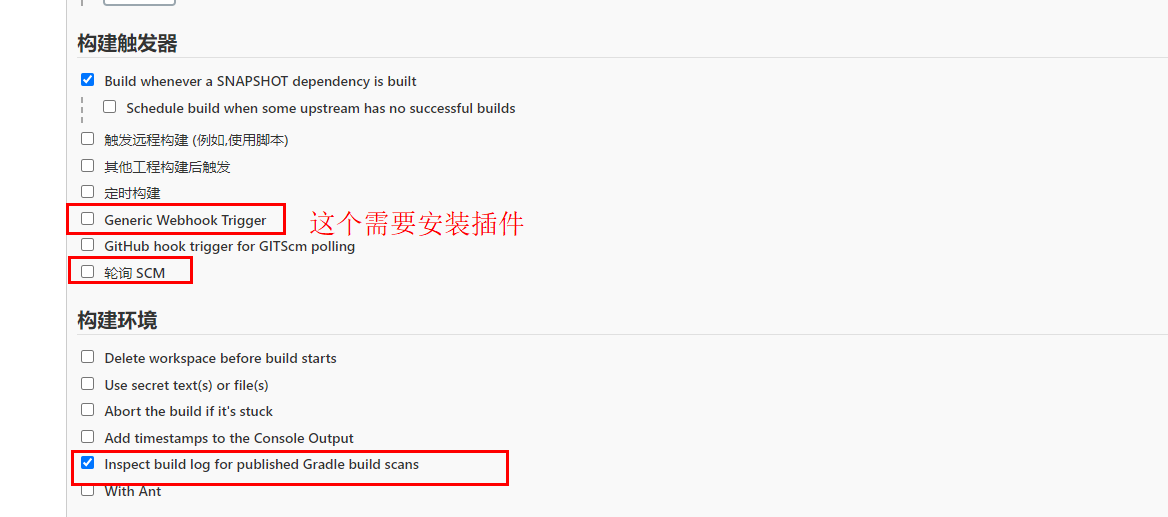 构建触发器
Build whenever a SNAPSHOT dependency is built
Schedule build when some upstream has no successful builds
触发远程构建 (例如,使用脚本)
其他工程构建后触发
定时构建
Generic Webhook Trigger 这个需要安装插件
GitHub hook trigger for GITScm polling
轮询 SCM
构建环境
Delete workspace before build starts
Use secret text(s) or file(s)
Abort the build if it's stuck
Add timestamps to the Console Output
Inspect build log for published Gradle build scans
With Ant